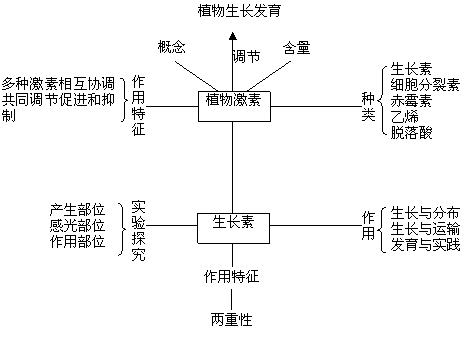 植物生长发育
概念
调节
含量
多种激素相互协调
共同调节促进和抑
制
作用特征
植物激素
种类
生长素
细胞分裂素
赤霉素
乙烯
脱落酸
产生部位
感光部位
作用部位
实验探究
生长素
作用
生长与分布
生长与运输
发育与实践
作用特征
两重性